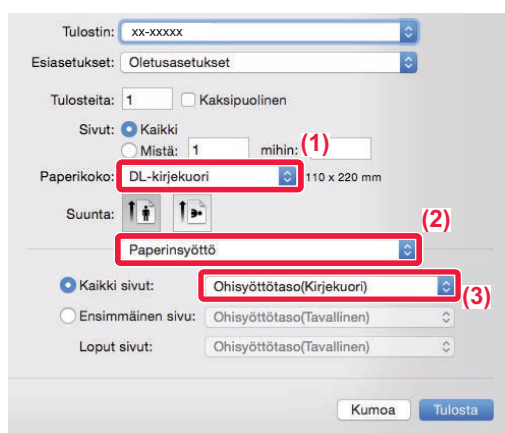 Tulostin: xx-xxxxx
Esiasetukset: Oletusasetukset
Tulosteita: 1 Kaksipuolinen
Sivut: Kaikki
Mistä: 1 mihin:
(1)
Paperikoko: DL-kirjekuori 110 x 220 mm
Suunta:
(2)
Paperinsyöttö
Kaikki sivut: Ohisyöttötaso(Kirjekuori)
(3)
Ensimmäinen sivu: Ohisyöttötaso(Tavallinen)
Loput sivut: Ohisyöttötaso(Tavallinen)
Kumoa Tulosta